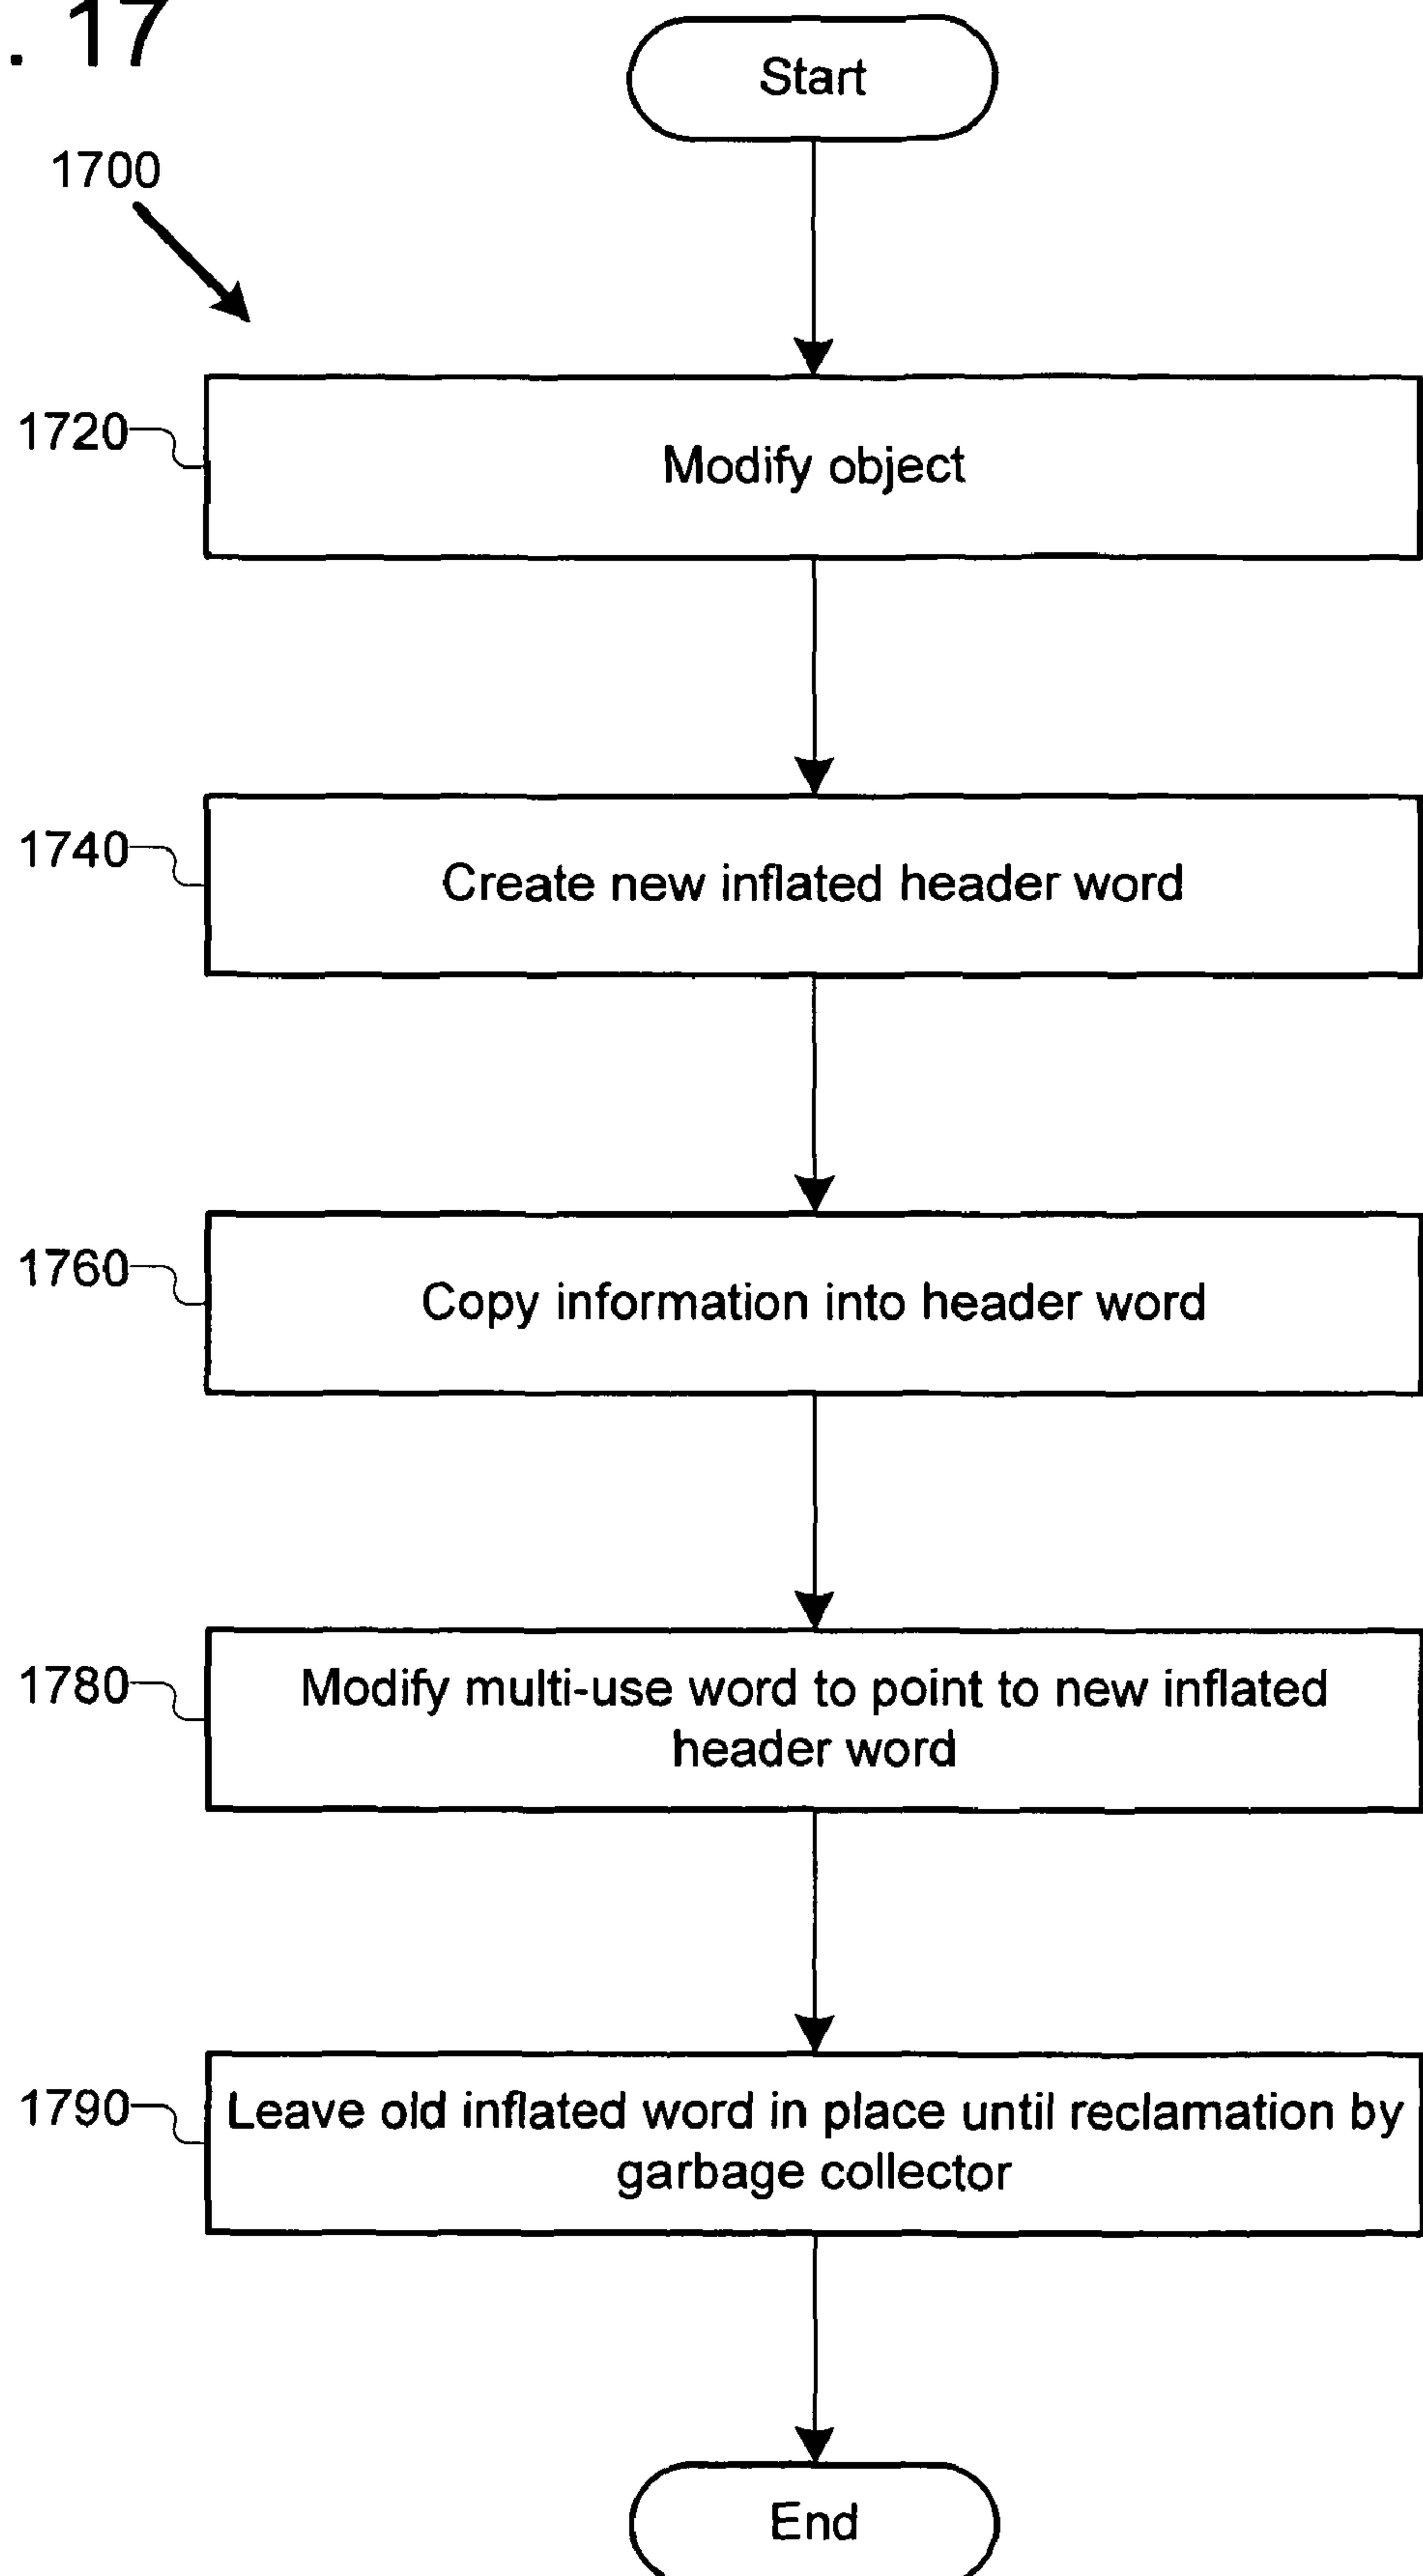 . 17
Start
1700
1720
Modify object
1740
Create new inflated header word
1760
Copy information into header word
1780
Modify multi-use word to point to new inflated
header word
1790
Leave old inflated word in place until reclamation by
garbage collector
End